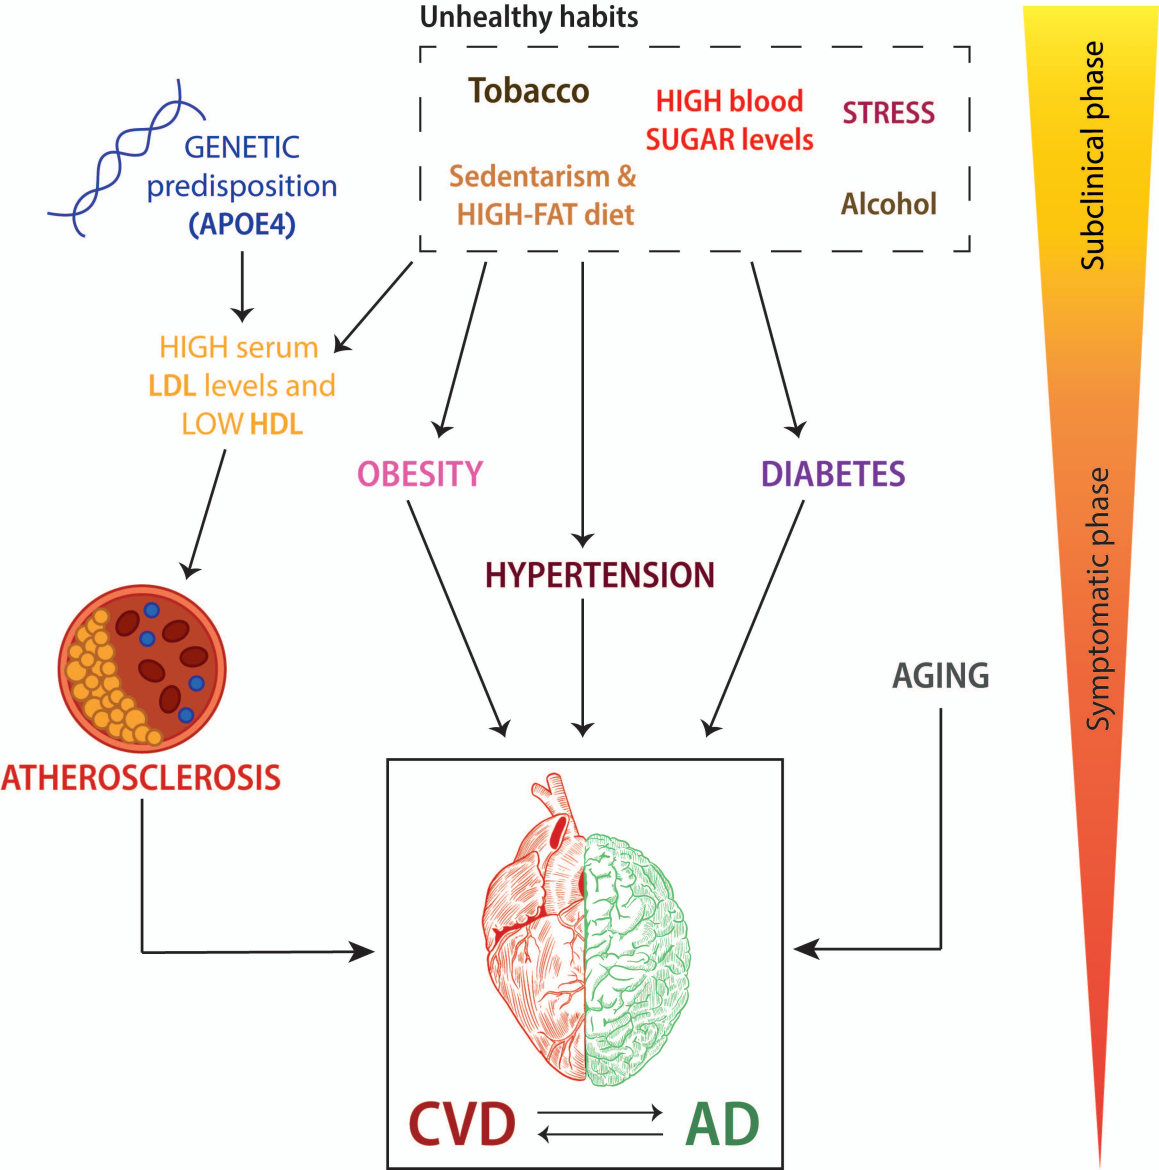 Unhealthy habits
Tobacco
HIGH blood
SUGAR levels
STRESS
Sedentarism &
HIGH-FAT diet
Alcohol
GENETIC
predisposition
(APOE4)
HIGH serum
LDL levels and
LOW HDL
OBESITY
DIABETES
HYPERTENSION
AGING
ATHEROSCLEROSIS
CVD
AD
Subclinical phase
Symptomatic phase